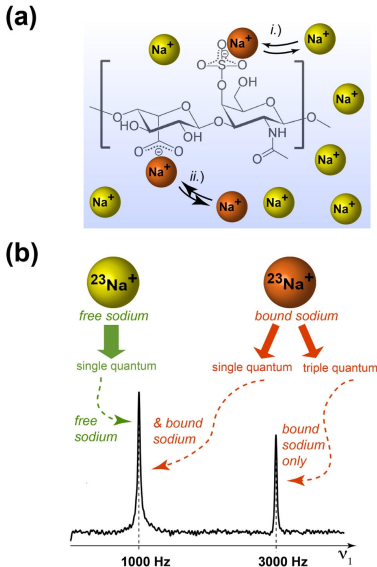 (a)
Na+
i.)
Na+
Na+
O
⊖
O
S
O
O
HO
Na+
O
O
O
O
O
HO
OH
HO
NH
Na+
O
⊖
O
O
Na+
ii.)
Na+
Na+
Na+
Na+
(b)
23Na+
23Na+
free sodium
bound sodium
single quantum
single quantum
triple quantum
free
sodium
& bound
sodium
bound
sodium
only
1000 Hz
3000 Hz
ν1